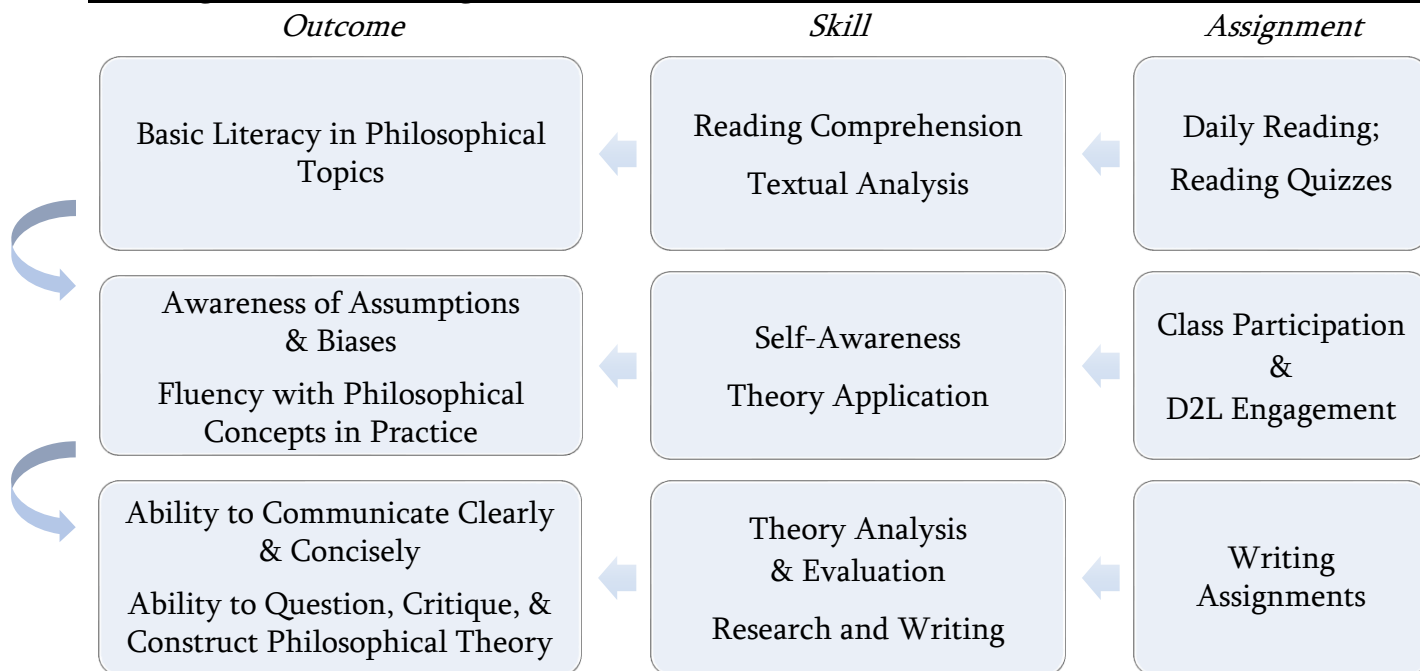 Outcome
Skill
Assignment
Basic Literacy in Philosophical
Topics
Reading Comprehension
Textual Analysis
Daily Reading;
Reading Quizzes
Awareness of Assumptions
& Biases
Fluency with Philosophical
Concepts in Practice
Self-Awareness
Theory Application
Class Participation
&
D2L Engagement
Ability to Communicate Clearly
& Concisely
Ability to Question, Critique, &
Construct Philosophical Theory
Theory Analysis
& Evaluation
Research and Writing
Writing
Assignments